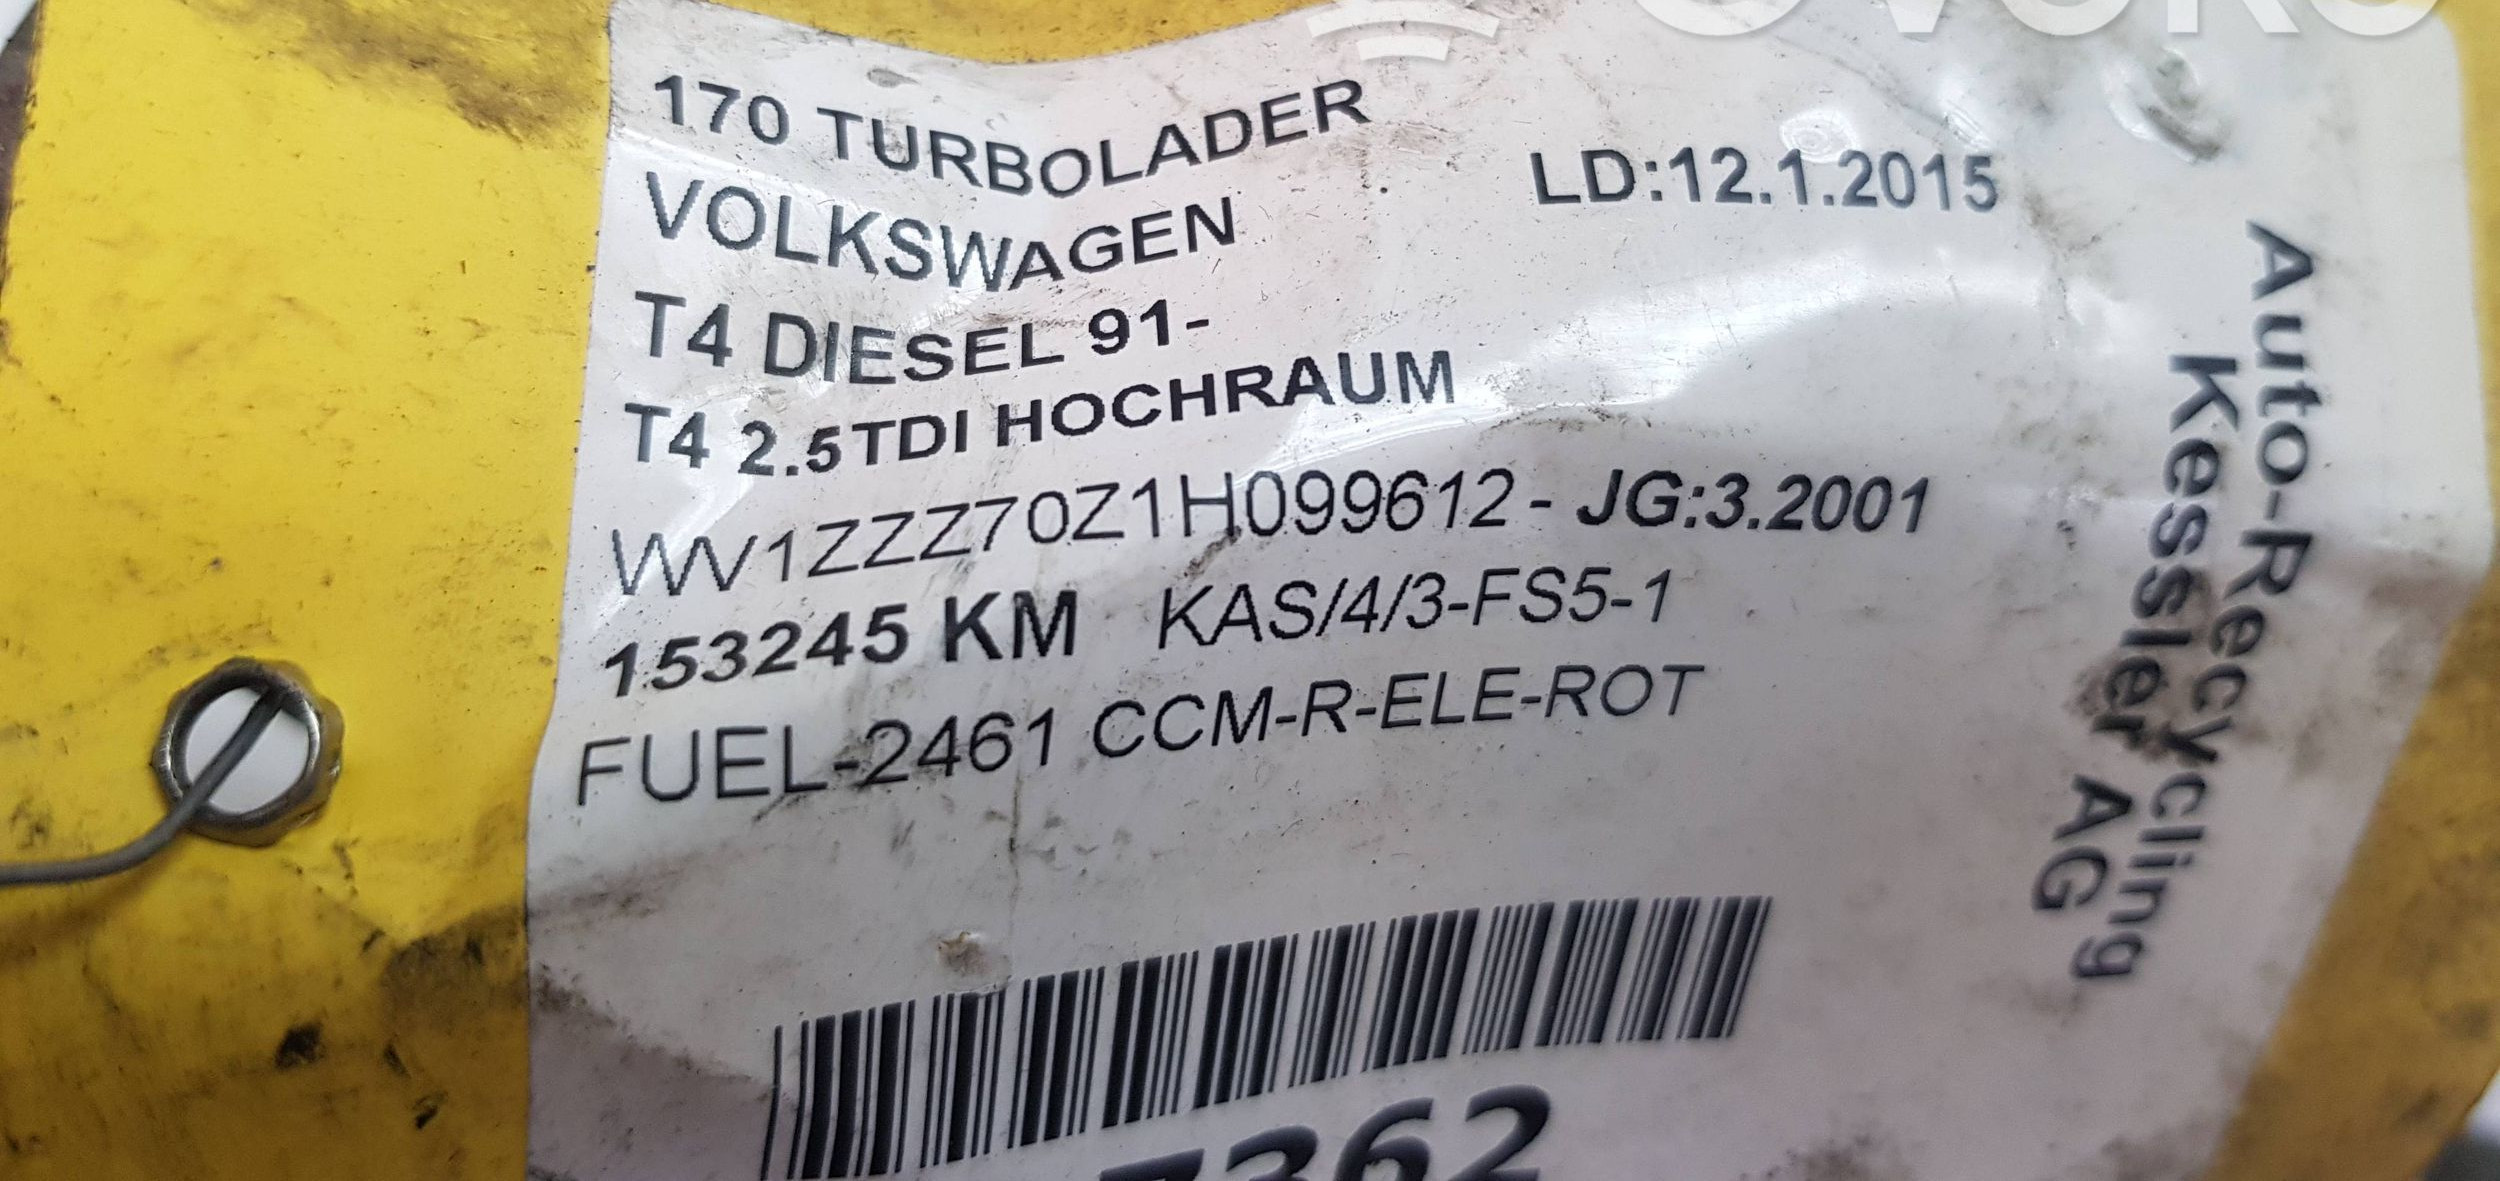 170 TURBOLADER
LD:12.1.2015
VOLKSWAGEN
T4 DIESEL 91-
T4 2.5TDI HOCHRAUM
WV1ZZZ70Z1H099612 - JG:3.2001
153245 KM KAS/4/3-FS5-1
FUEL-2461 CCM-R-ELE-ROT
Auto-Recycling
Kessler AG
7362